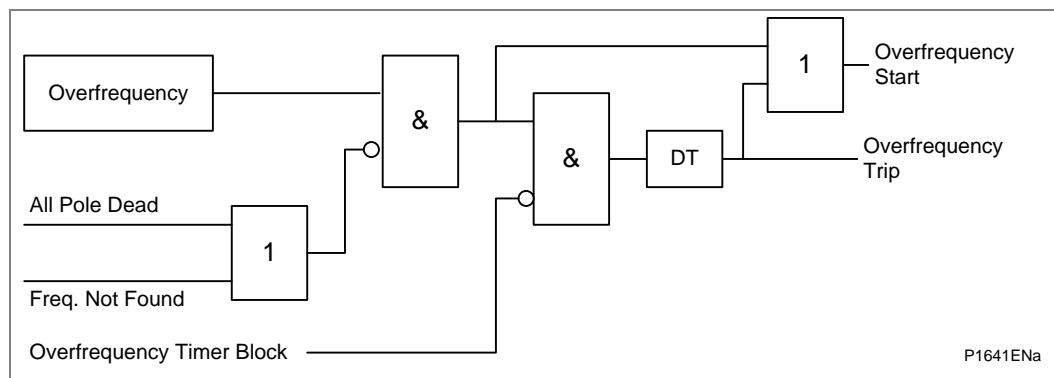 Overfrequency
&
&
1
Overfrequency
Start
DT
Overfrequency
Trip
All Pole Dead
1
Freq. Not Found
Overfrequency Timer Block
P1641ENa